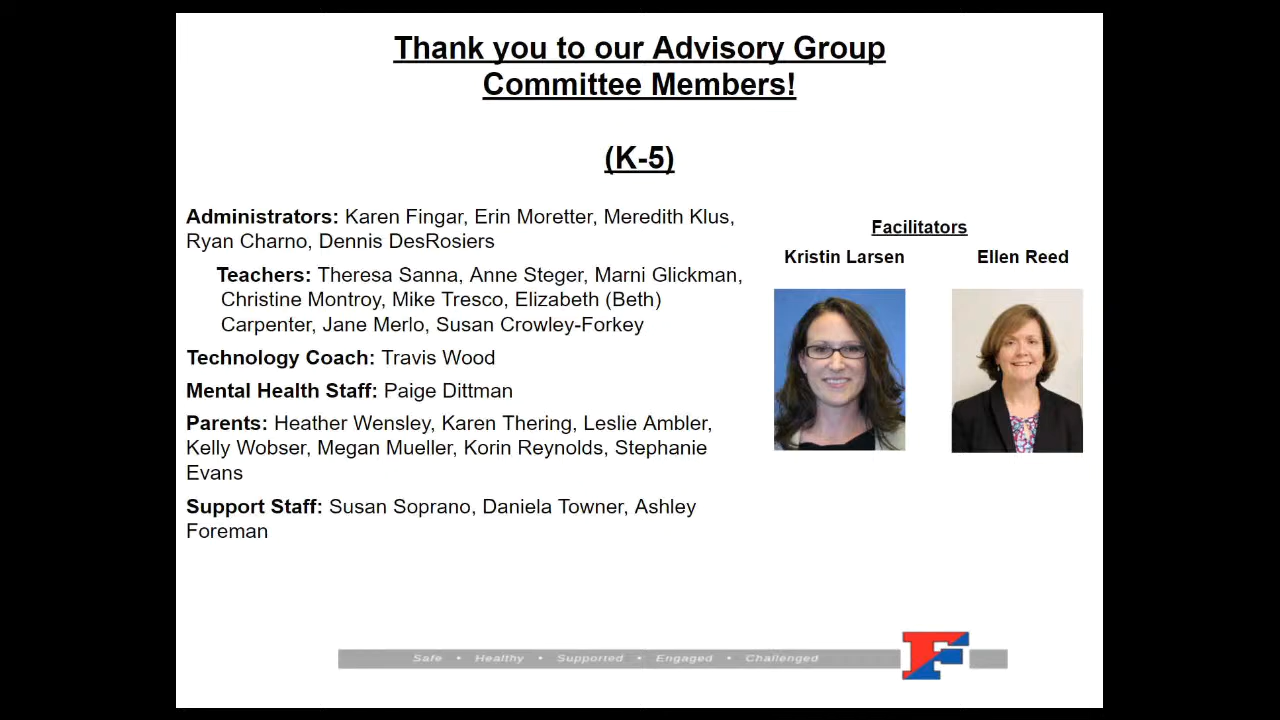 Thank you to our Advisory Group
Committee Members!
(K-5)
Administrators: Karen Fingar, Erin Moretter, Meredith Klus,
Ryan Charno, Dennis DesRosiers
Teachers: Theresa Sanna, Anne Steger, Marni Glickman,
Christine Montroy, Mike Tresco, Elizabeth (Beth)
Carpenter, Jane Merlo, Susan Crowley-Forkey
Technology Coach: Travis Wood
Mental Health Staff: Paige Dittman
Parents: Heather Wensley, Karen Thering, Leslie Ambler,
Kelly Wobser, Megan Mueller, Korin Reynolds, Stephanie
Evans
Support Staff: Susan Soprano, Daniela Towner, Ashley
Foreman
Facilitators
Kristin Larsen Ellen Reed
Safe • Healthy • Supported • Engaged • Challenged
F